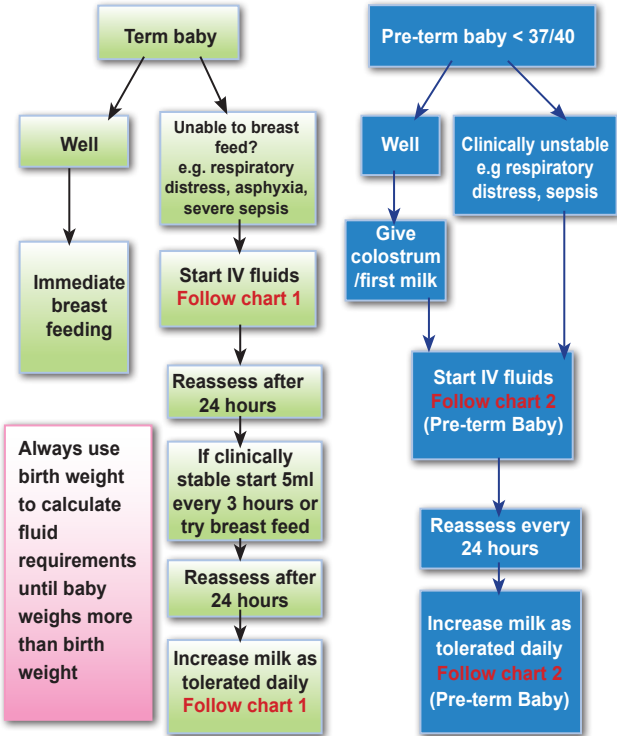 Term baby
Well
Immediate
breast
feeding
Unable to breast
feed?
e.g. respiratory
distress, asphyxia,
severe sepsis
Start IV fluids
Follow chart 1
Reassess after
24 hours
If clinically
stable start 5ml
every 3 hours or
try breast feed
Reassess after
24 hours
Increase milk as
tolerated daily
Follow chart 1
Always use
birth weight
to calculate
fluid
requirements
until baby
weighs more
than birth
weight
Pre-term baby < 37/40
Well
Give
colostrum
/first milk
Clinically unstable
e.g respiratory
distress, sepsis
Start IV fluids
Follow chart 2
(Pre-term Baby)
Reassess every
24 hours
Increase milk as
tolerated daily
Follow chart 2
(Pre-term Baby)